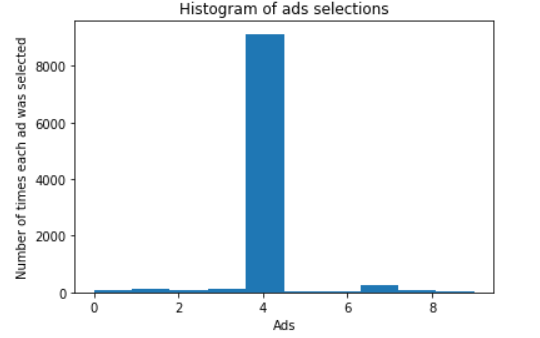 Histogram of ads selections
Number of times each ad was selected
8000
6000
4000
2000
0
0 2 4 6 8
Ads